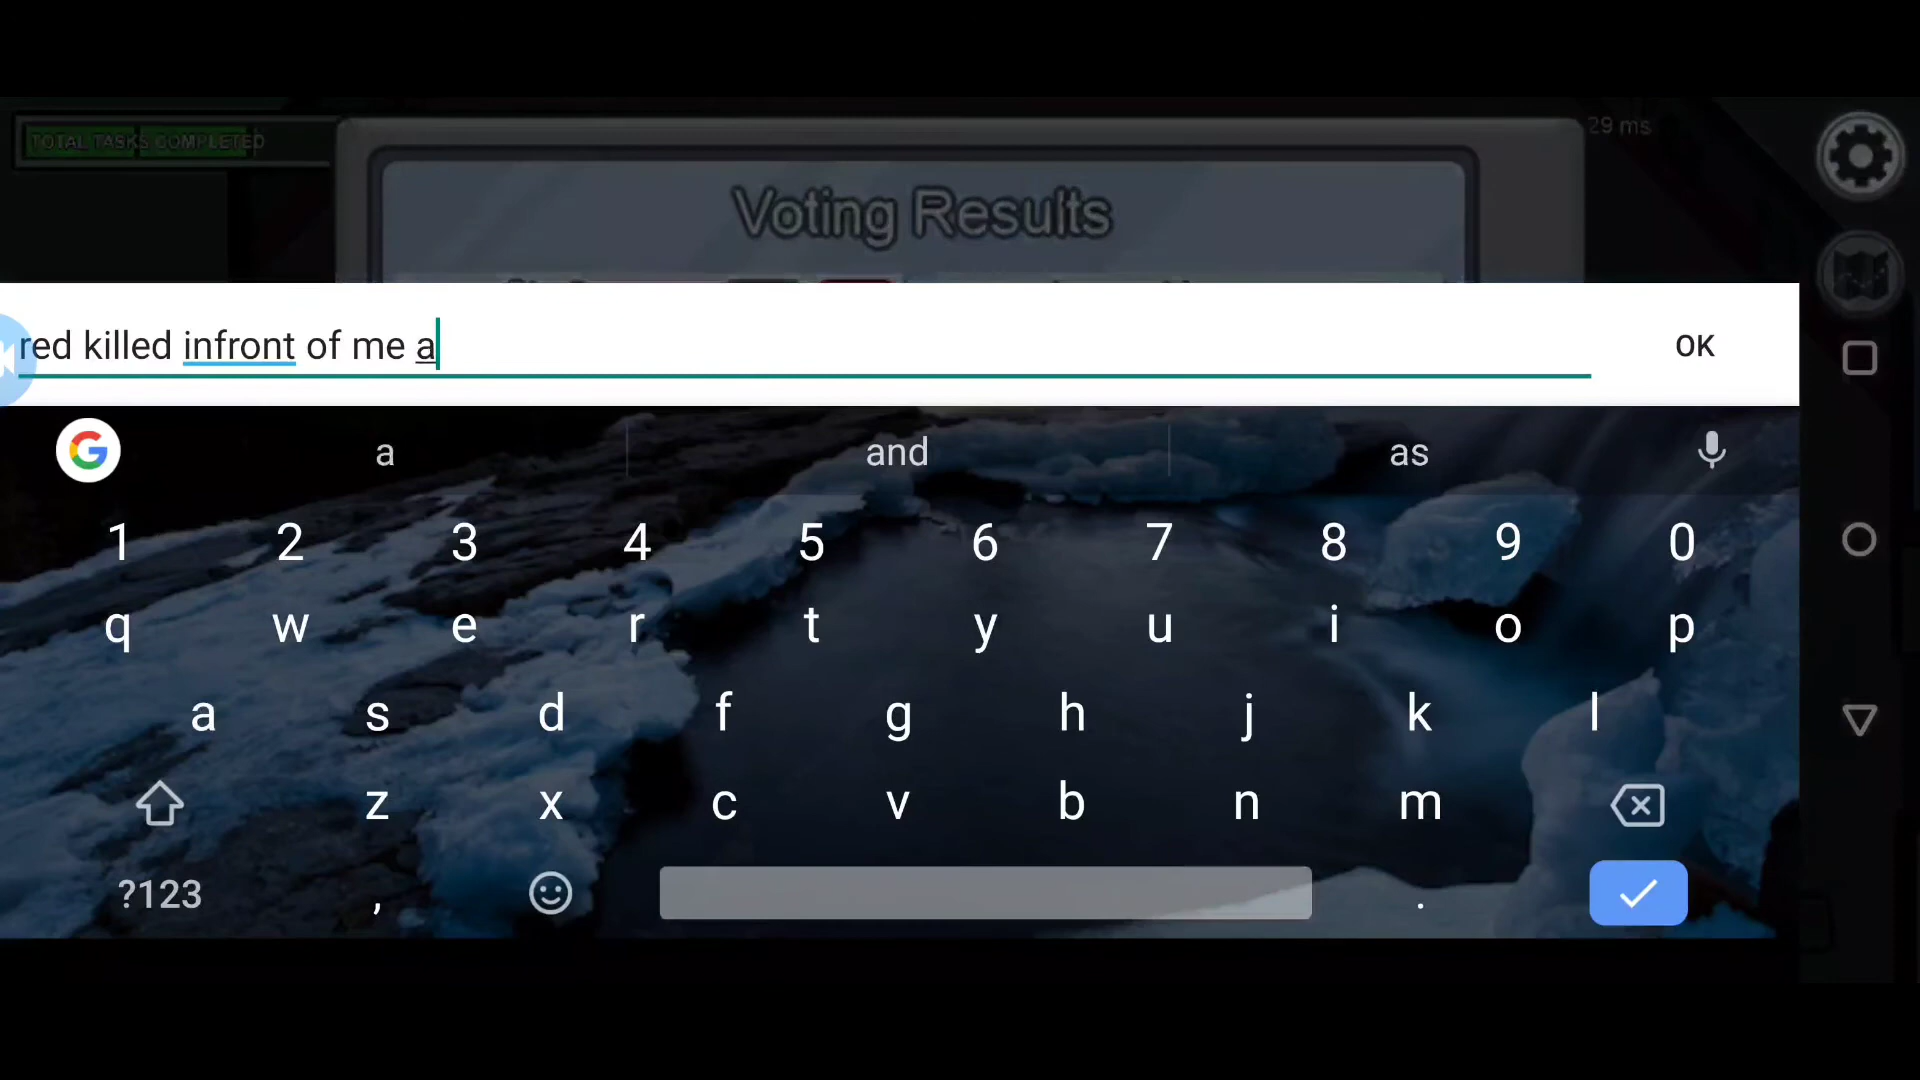 TOTAL TASKS COMPLETED
29 ms
Voting Results
red killed infront of me a
OK
a and as
1 2 3 4 5 6 7 8 9 0
q w e r t y u i o p
a s d f g h j k l
z x c v b n m
?123 , .